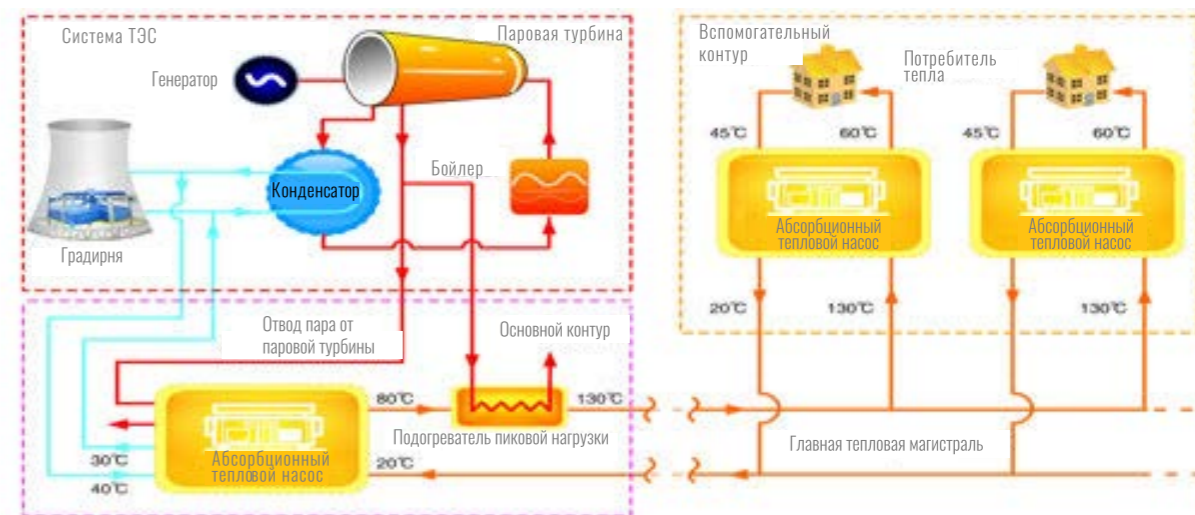 Система ТЭС
Паровая турбина
Генератор
Конденсатор
Бойлер
Градирня
Вспомогательный
контур
Потребитель
тепла
45℃
60℃
45℃
60℃
Абсорбционный
тепловой насос
Абсорбционный
тепловой насос
20℃
130℃
20℃
130℃
Отвод пара от
паровой турбины
Основной контур
80℃
130℃
Подогреватель пиковой нагрузки
Главная тепловая магистраль
30℃
40℃
Абсорбционный
тепловой насос
20℃